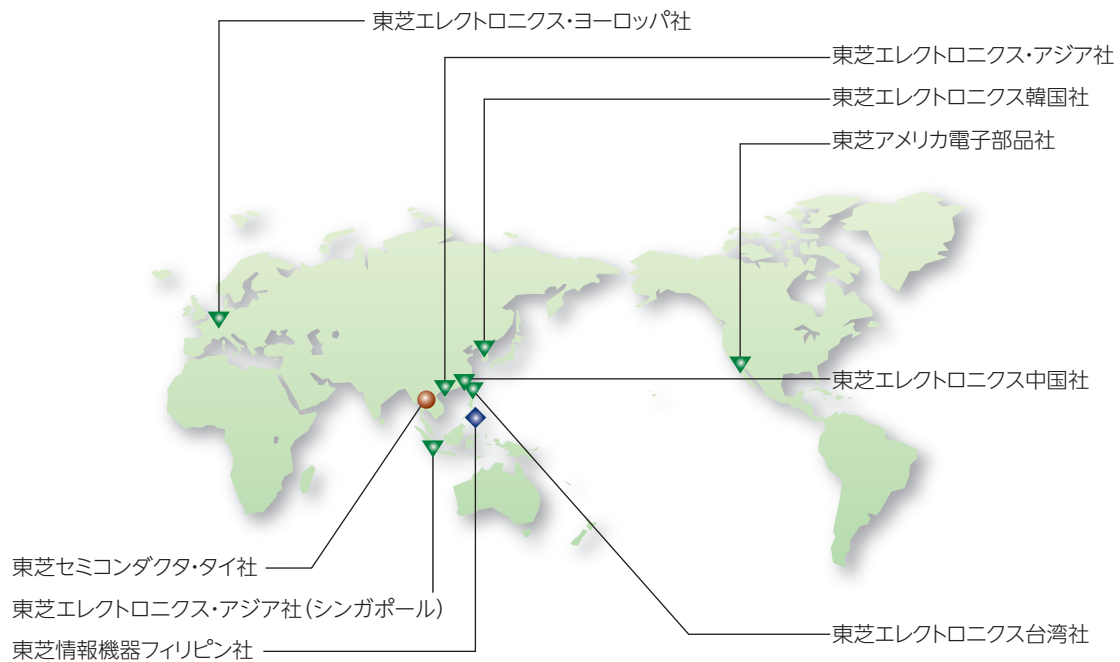 東芝エレクトロニクス・ヨーロッパ社
東芝エレクトロニクス・アジア社
東芝エレクトロニクス韓国社
東芝アメリカ電子部品社
東芝エレクトロニクス中国社
東芝セミコンダクタ・タイ社
東芝エレクトロニクス・アジア社(シンガポール)
東芝エレクトロニクス台湾社
東芝情報機器フィリピン社